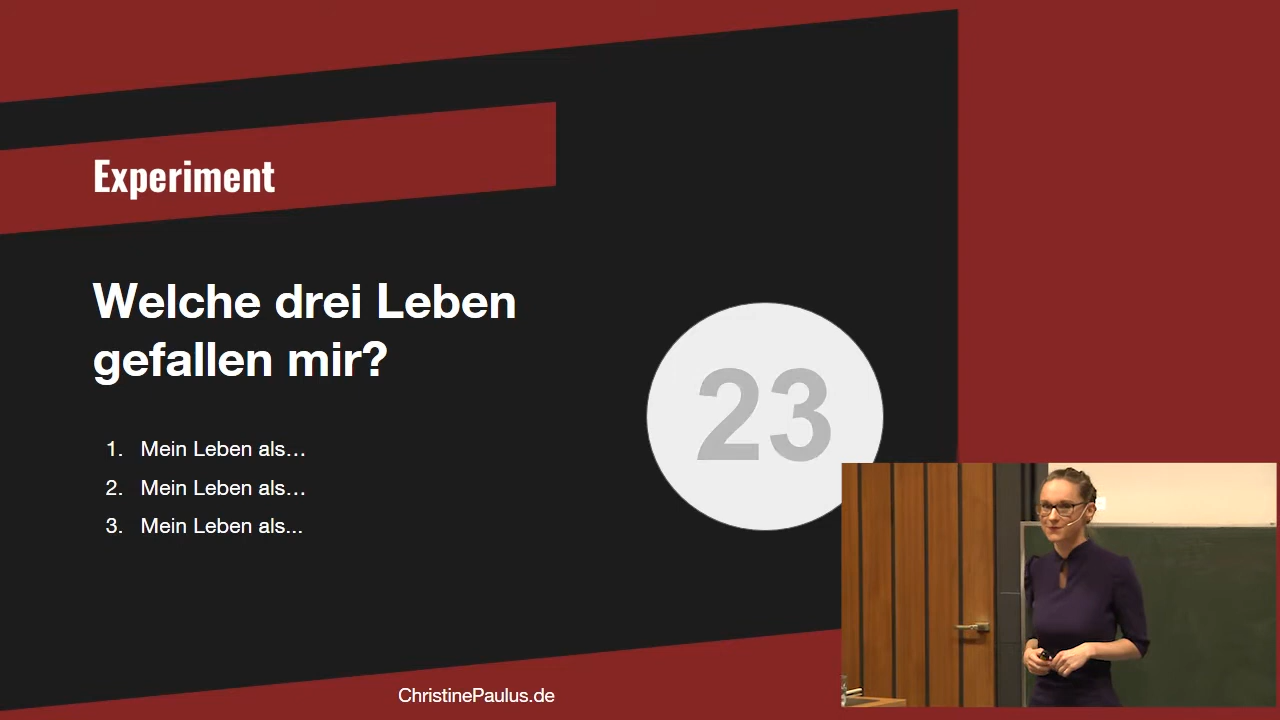 Experiment
Welche drei Leben
gefallen mir?
1. Mein Leben als…
2. Mein Leben als…
3. Mein Leben als...
23
ChristinePaulus.de